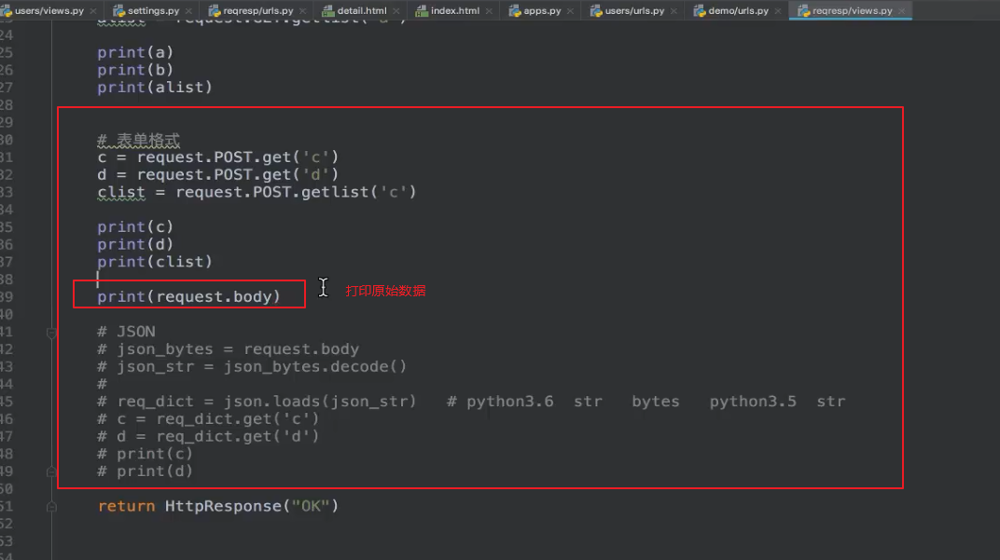 users/views.py settings.py reqresp/urls.py detail.html index.html apps.py users/urls.py demo/urls.py reqresp/views.py
24
25 print(a)
26 print(b)
27 print(alist)
28
29
30 # 表单格式
31 c = request.POST.get('c')
32 d = request.POST.get('d')
33 clist = request.POST.getlist('c')
34
35 print(c)
36 print(d)
37 print(clist)
38
39 print(request.body) 打印原始数据
40
41 # JSON
42 # json_bytes = request.body
43 # json_str = json_bytes.decode()
44 #
45 # req_dict = json.loads(json_str) # python3.6 str bytes python3.5 str
46 # c = req_dict.get('c')
47 # d = req_dict.get('d')
48 # print(c)
49 # print(d)
50
51 return HttpResponse("OK")
52
53